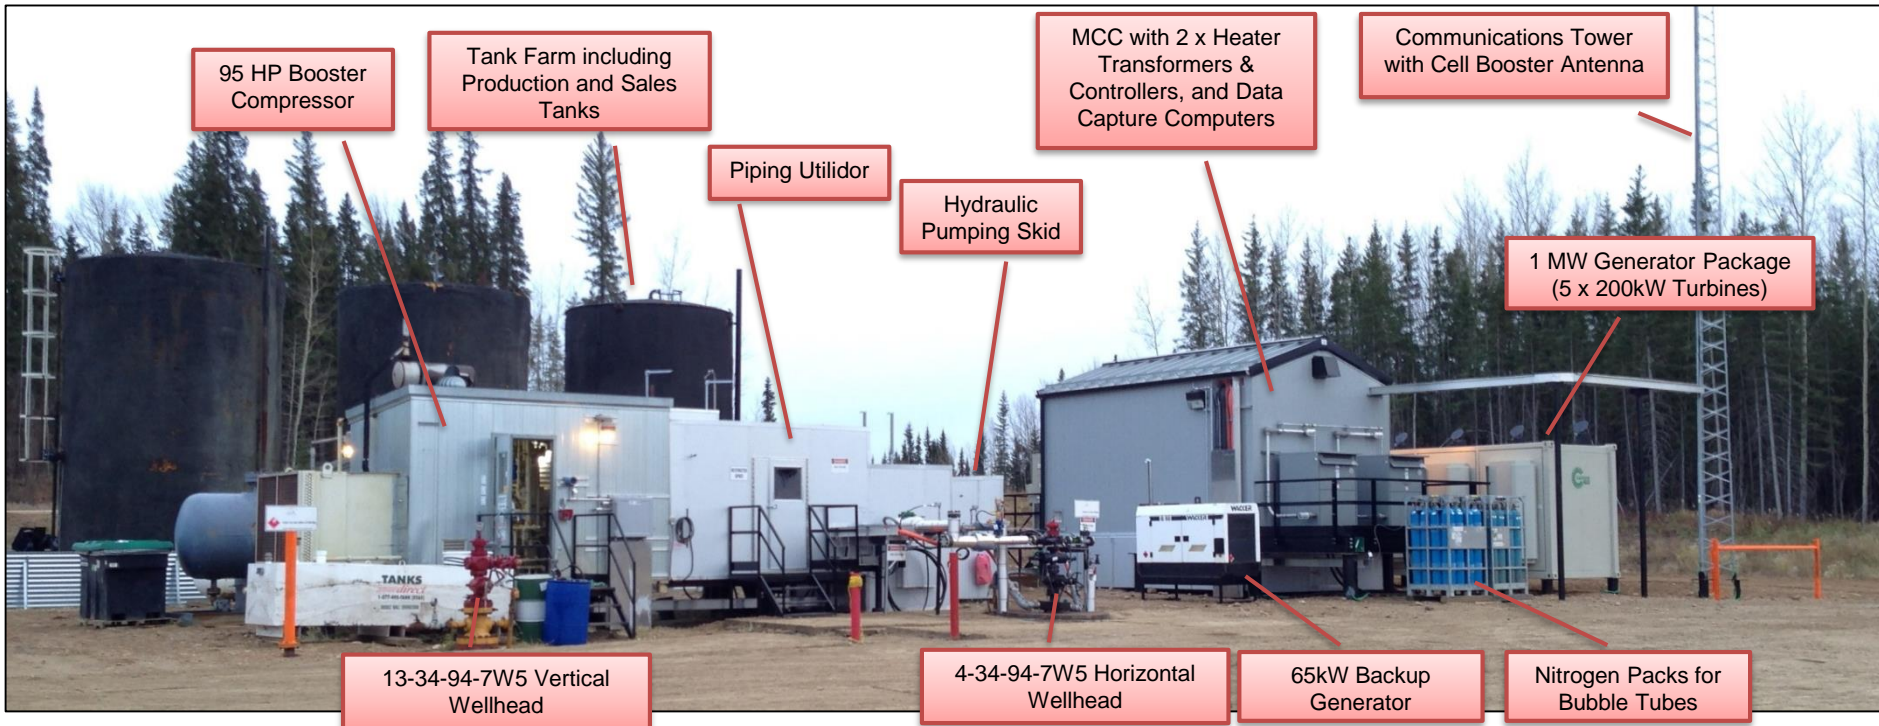 95 HP Booster
Compressor
Tank Farm including
Production and Sales
Tanks
Piping Utilidor
Hydraulic
Pumping Skid
MCC with 2 x Heater
Transformers &
Controllers, and Data
Capture Computers
Communications Tower
with Cell Booster Antenna
1 MW Generator Package
(5 x 200kW Turbines)
TANKS
WACKER
WACKER
13-34-94-7W5 Vertical
Wellhead
4-34-94-7W5 Horizontal
Wellhead
65kW Backup
Generator
Nitrogen Packs for
Bubble Tubes